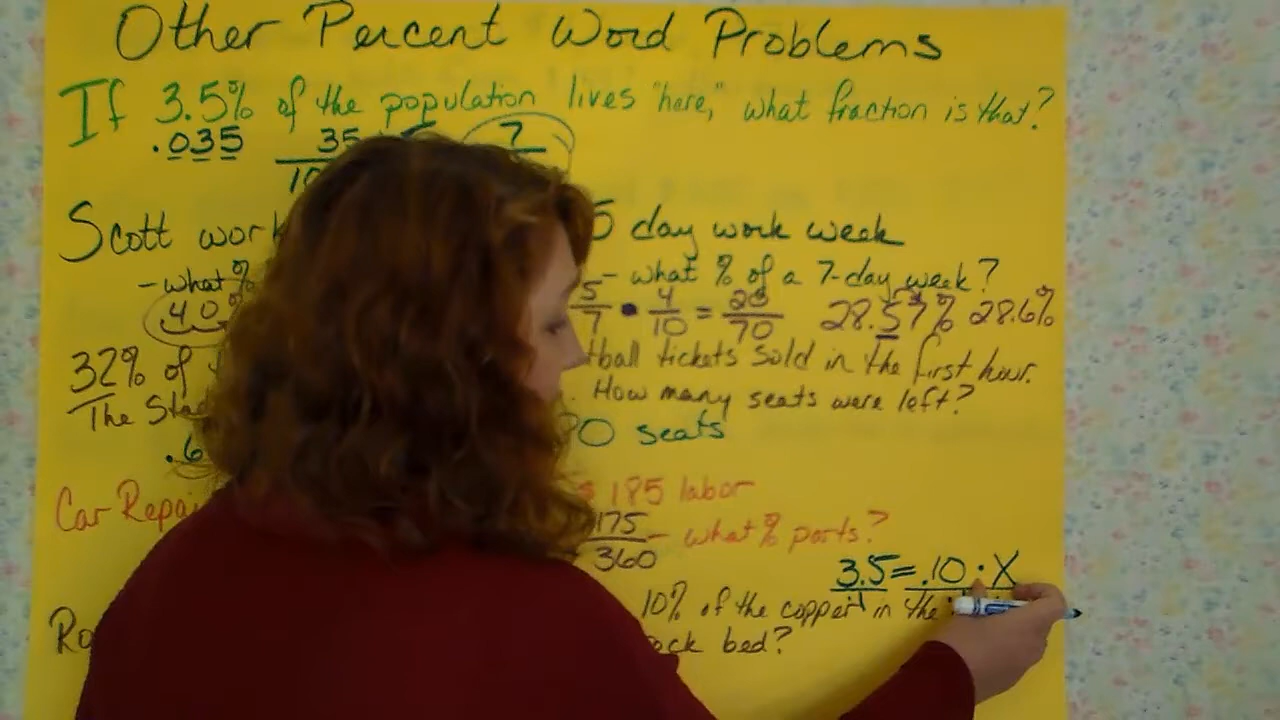 Other Percent Word Problems
If 3.5% of the population lives "here," what fraction is that?
.035 35 7
10
Scott work 5 day work week
- what % - what % of a 7-day week?
40% 5/7 • 4/10 = 20/70 28.57% 28.6%
32% of tball tickets sold in the first hour.
The Stad . How many seats were left?
.6 0 seats
Car Repai $185 labor
175/360 - what % parts?
3.5 = .10 · X
Ro 10% of the copper in the
ock bed?